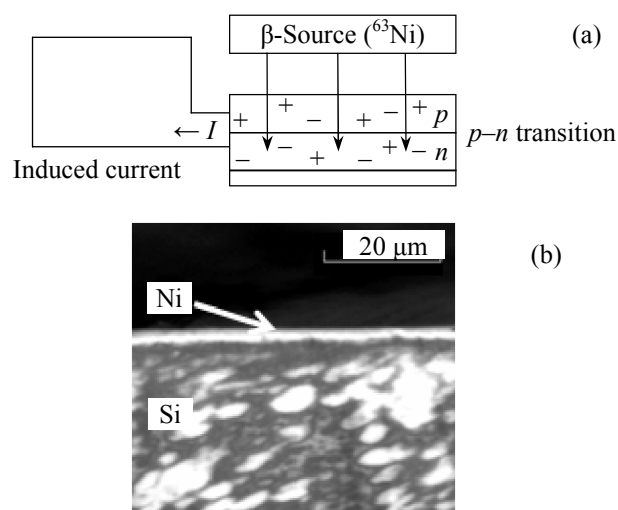 β-Source (⁶³Ni)
(a)
+ + − + − + p
← I
− − + − + − n
p–n transition
Induced current
20 μm
(b)
Ni
Si